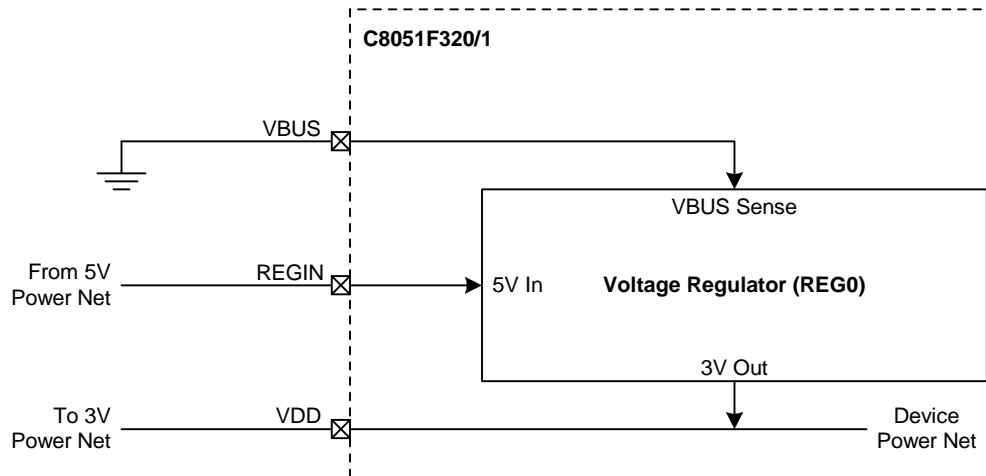 C8051F320/1
VBUS
VBUS Sense
From 5V
Power Net
REGIN
5V In
Voltage Regulator (REG0)
3V Out
To 3V
Power Net
VDD
Device
Power Net